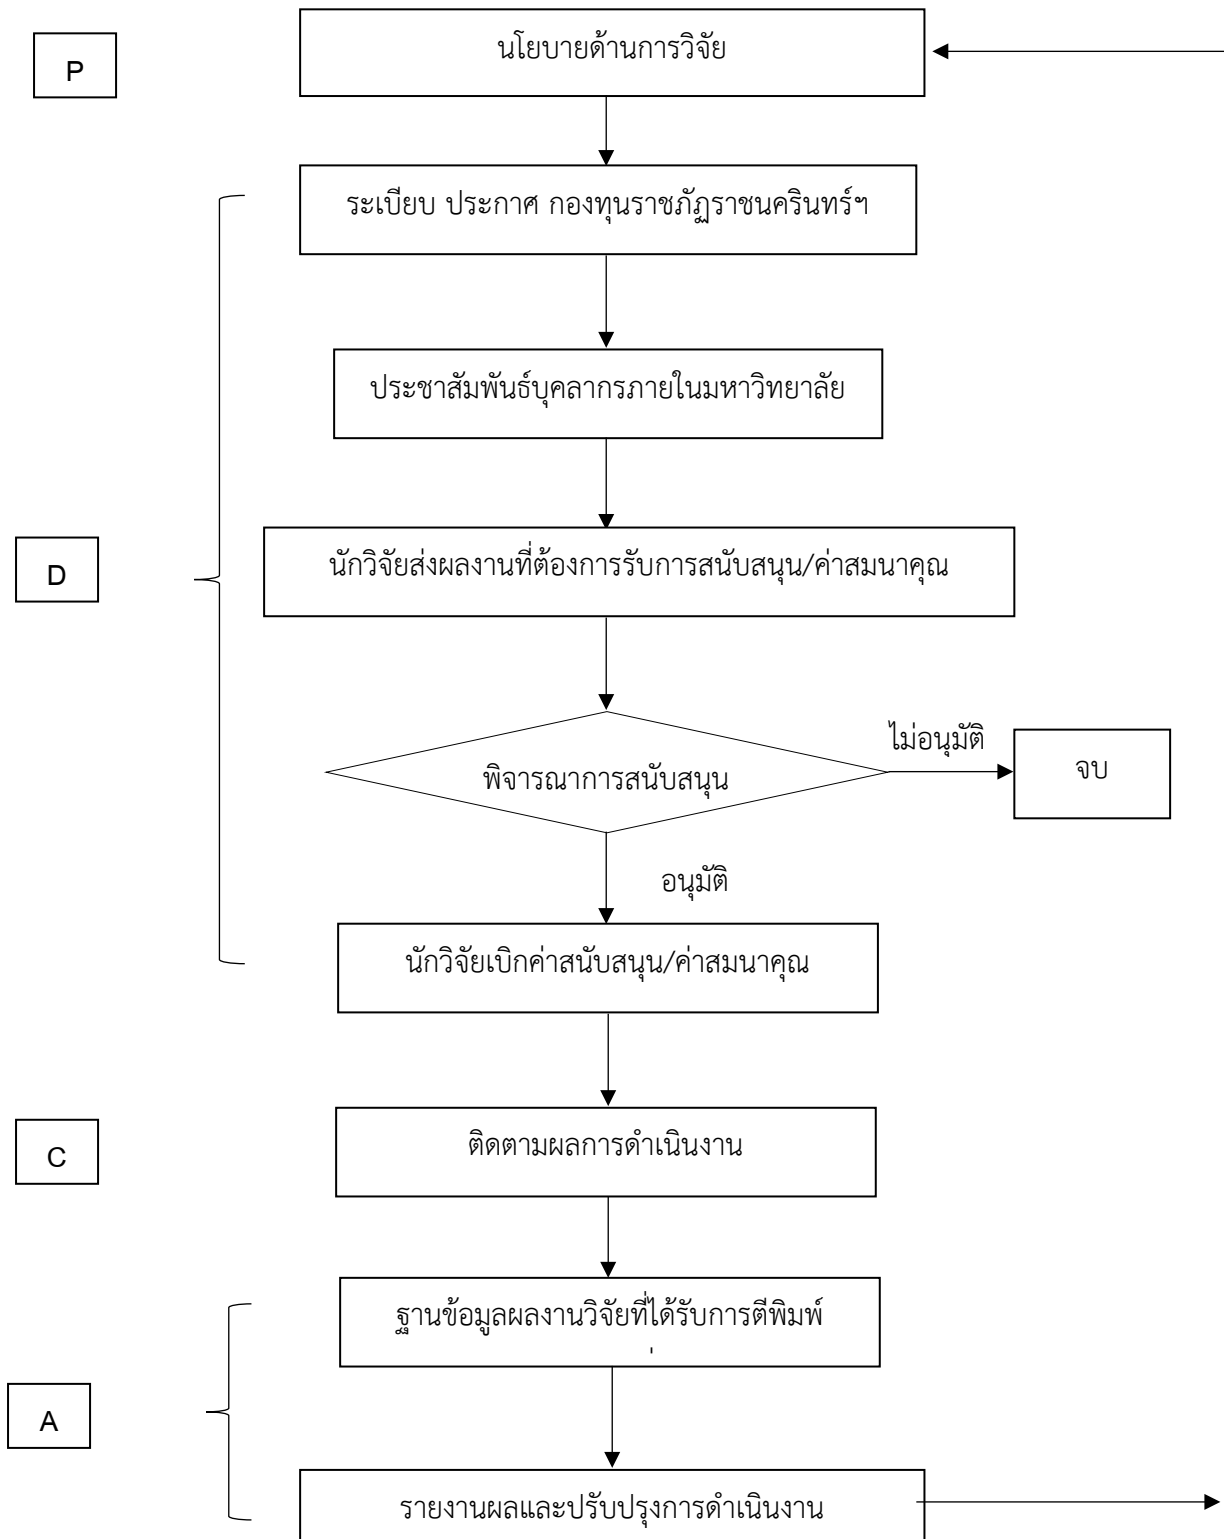 P
นโยบายด้านการวิจัย
ระเบียบ ประกาศ กองทุนราชภัฏราชนครินทร์ฯ
ประชาสัมพันธ์บุคลากรภายในมหาวิทยาลัย
D
นักวิจัยส่งผลงานที่ต้องการรับการสนับสนุน/ค่าสมนาคุณ
ไม่อนุมัติ
พิจารณาการสนับสนุน
จบ
อนุมัติ
นักวิจัยเบิกค่าสนับสนุน/ค่าสมนาคุณ
C
ติดตามผลการดำเนินงาน
ฐานข้อมูลผลงานวิจัยที่ได้รับการตีพิมพ์
A
รายงานผลและปรับปรุงการดำเนินงาน